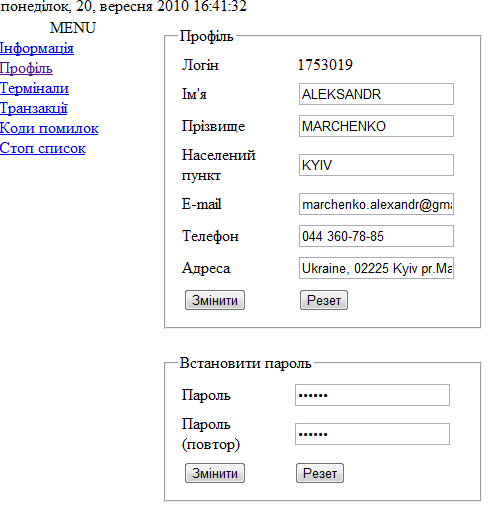 понеділок, 20, вересня 2010 16:41:32
MENU
Інформація
Профіль
Термінали
Транзакції
Коди помилок
Стоп список
Профіль
Логін 1753019
Ім'я ALEKSANDR
Прізвище MARCHENKO
Населений
пункт KYIV
E-mail marchenko.alexandr@gma
Телефон 044 360-78-85
Адреса Ukraine, 02225 Kyiv pr.Ma
Змінити Резет
Встановити пароль
Пароль ••••••
Пароль
(повтор) ••••••
Змінити Резет